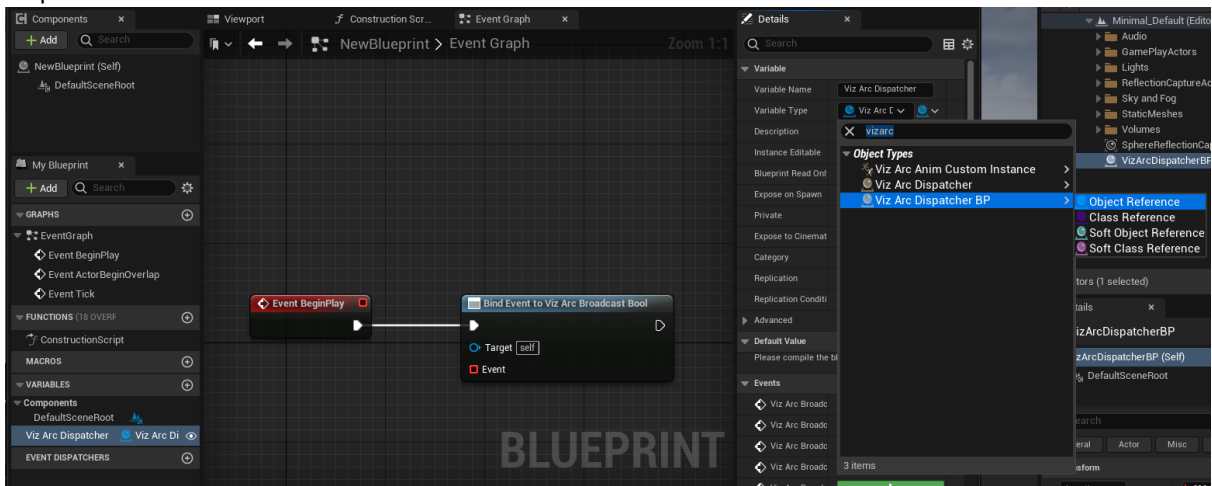 Components
Add
Search
NewBlueprint (Self)
DefaultSceneRoot
My Blueprint
Add
Search
GRAPHS
EventGraph
Event BeginPlay
Event ActorBeginOverlap
Event Tick
FUNCTIONS (18 OVERR
ConstructionScript
MACROS
VARIABLES
Components
DefaultSceneRoot
Viz Arc Dispatcher Viz Arc Di
EVENT DISPATCHERS
Viewport
Construction Scr...
Event Graph
NewBlueprint > Event Graph
Zoom 1:1
Event BeginPlay
Bind Event to Viz Arc Broadcast Bool
Target self
Event
BLUEPRINT
Details
Search
Variable
Variable Name Viz Arc Dispatcher
Variable Type Viz Arc D
Description
Instance Editable
Blueprint Read Onl
Expose on Spawn
Private
Expose to Cinemat
Category
Replication
Replication Conditi
Advanced
Default Value
Please compile the bl
Events
Viz Arc Broadc
Viz Arc Broadc
Viz Arc Broadc
Viz Arc Broadc
vizarc
Object Types
Viz Arc Anim Custom Instance
Viz Arc Dispatcher
Viz Arc Dispatcher BP
3 items
Object Reference
Class Reference
Soft Object Reference
Soft Class Reference
Minimal_Default (Edito
Audio
GamePlayActors
Lights
ReflectionCaptureAc
Sky and Fog
StaticMeshes
Volumes
SphereReflectionCap
VizArcDispatcherBP
tors (1 selected)
tails
izArcDispatcherBP
zArcDispatcherBP (Self)
DefaultSceneRoot
earch
eral Actor Misc
nsform